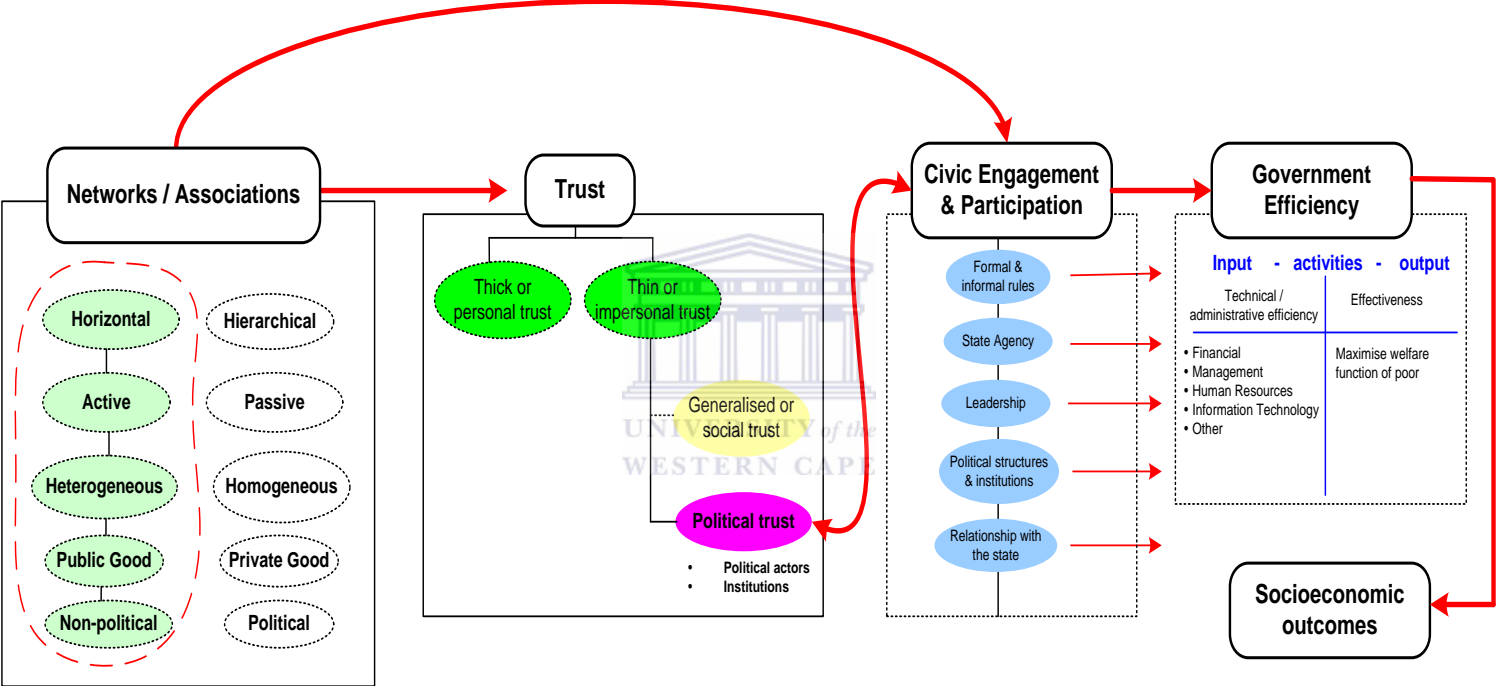 Networks / Associations
Horizontal
Hierarchical
Active
Passive
Heterogeneous
Homogeneous
Public Good
Private Good
Non-political
Political
Trust
Thick or
personal trust
Thin or
impersonal trust
Generalised or
social trust
Political trust
• Political actors
• Institutions
UNIVERSITY of the
WESTERN CAPE
Civic Engagement
& Participation
Formal &
informal rules
State Agency
Leadership
Political structures
& institutions
Relationship with
the state
Government
Efficiency
Input - activities - output
Technical /
administrative efficiency
Effectiveness
• Financial
• Management
• Human Resources
• Information Technology
• Other
Maximise welfare
function of poor
Socioeconomic
outcomes